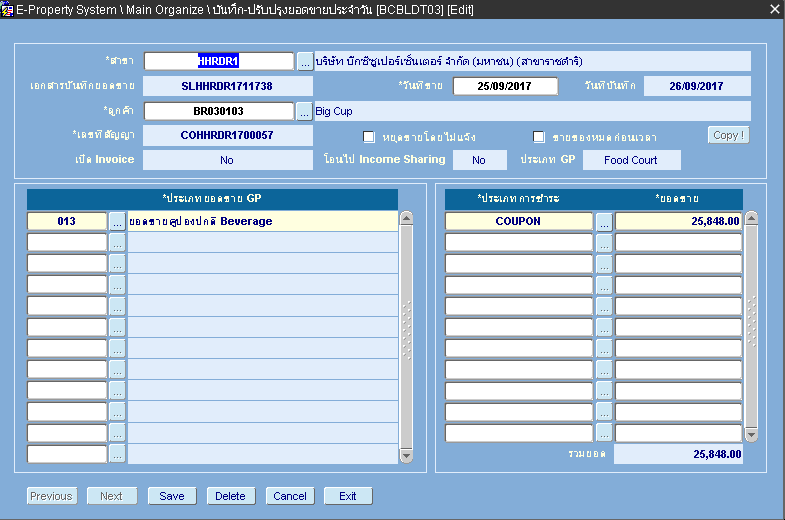 E-Property System \ Main Organize \ บันทึก-ปรับปรุงยอดขายประจำวัน [BCBLDT03] [Edit]
*สาขา HHRDR1 ... บริษัท บิ๊กซีซูเปอร์เซ็นเตอร์ จำกัด (มหาชน) (สาขาราชดำริ)
เอกสารบันทึกยอดขาย SLHHRDR1711738 *วันที่ขาย 25/09/2017 วันที่บันทึก 26/09/2017
*ลูกค้า BR030103 ... Big Cup
*เลขที่สัญญา COHHRDR1700057 หยุดขายโดยไม่แจ้ง ขายของหมดก่อนเวลา Copy !
เปิด Invoice No โอนไป Income Sharing No ประเภท GP Food Court
*ประเภทยอดขาย GP *ประเภทการชำระ *ยอดขาย
013 ... ยอดขายคูปองปกติ Beverage COUPON ... 25,848.00
... ...
... ...
... ...
... ...
... ...
... ...
... ...
... ...
... ...
... ...
... รวมยอด 25,848.00
Previous Next Save Delete Cancel Exit